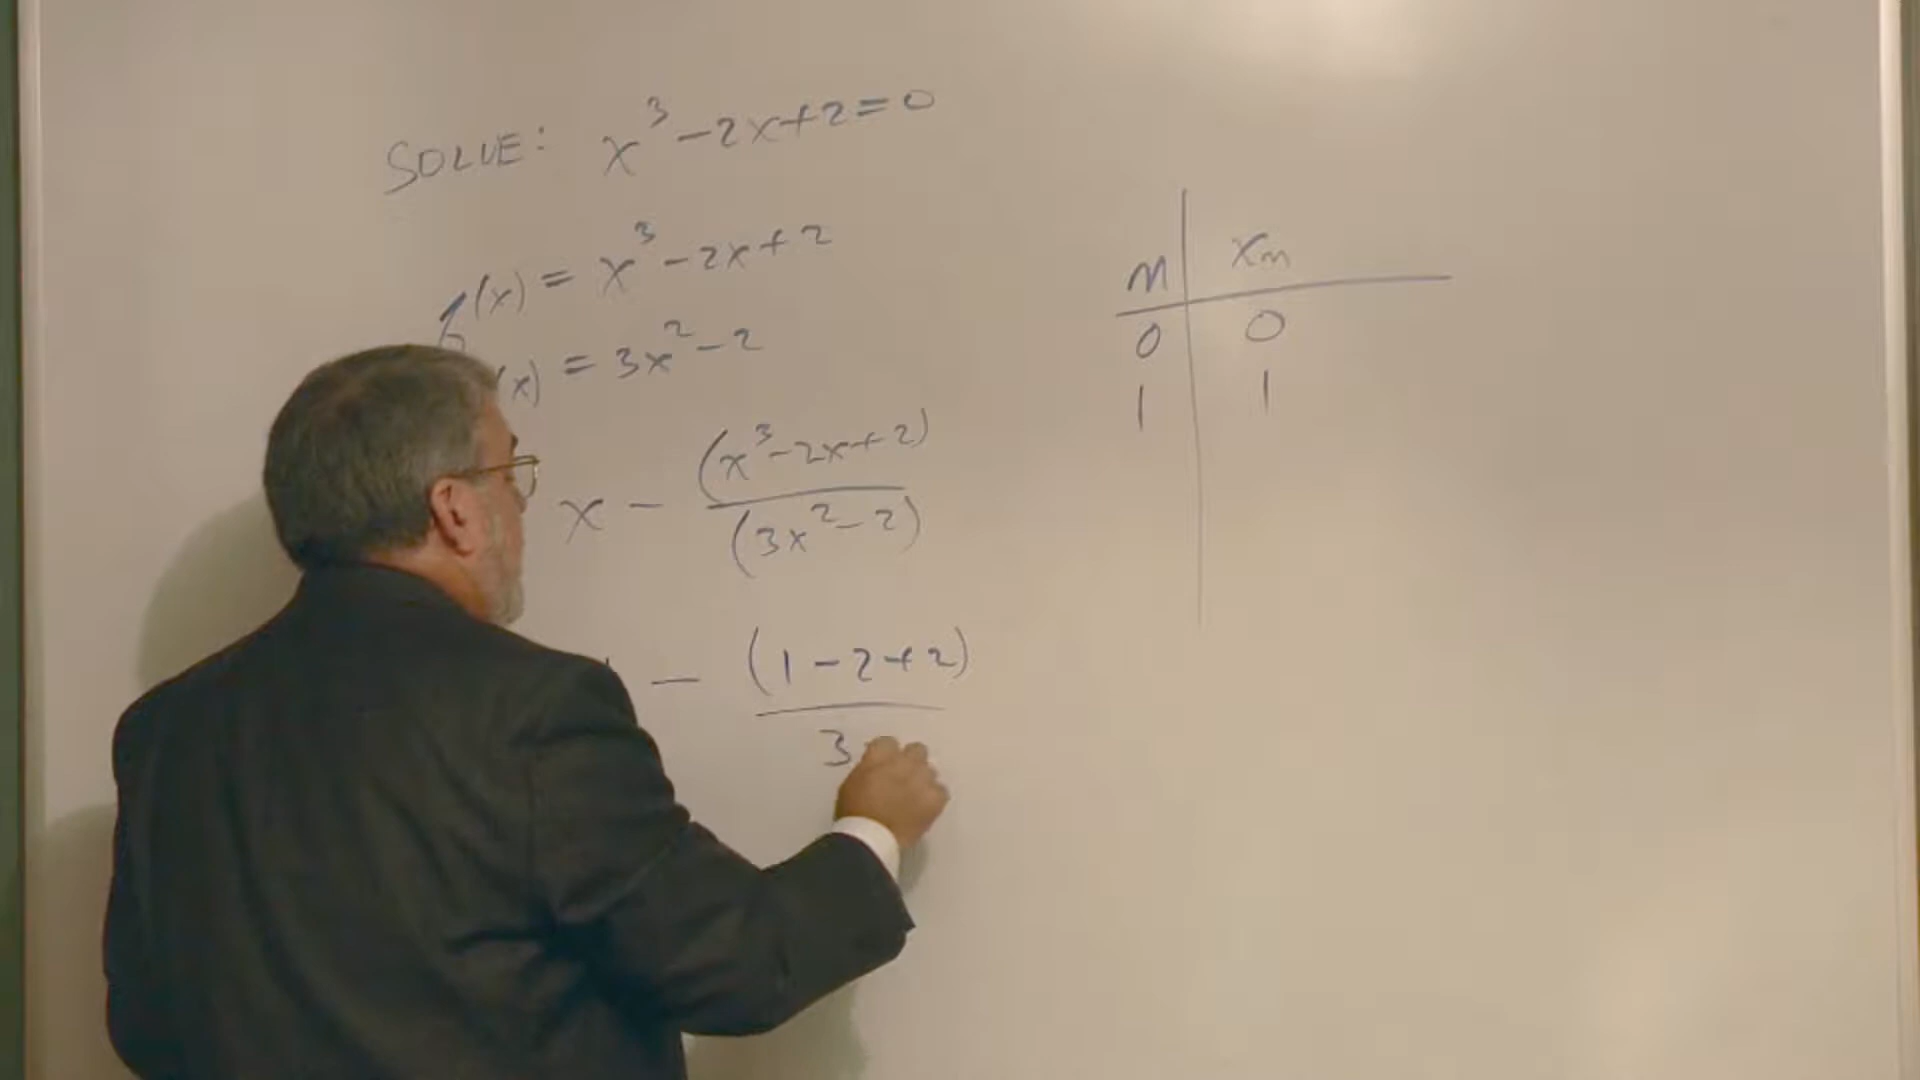 SOLVE: x³-2x+2=0
f(x) = x³-2x+2
(x) = 3x²-2
x - (x³-2x+2)
(3x²-2)
- (1-2+2)
3
n xn
0 0
1 1